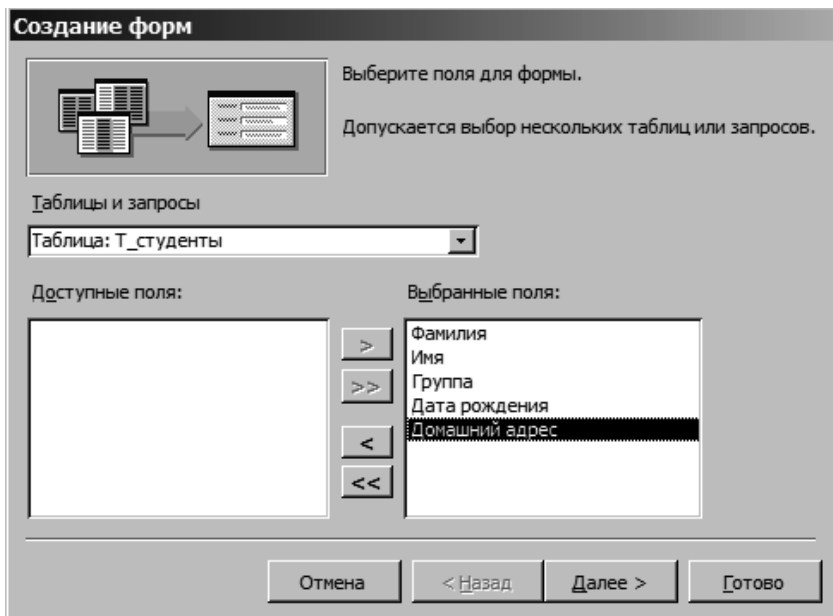 Создание форм
Выберите поля для формы.
Допускается выбор нескольких таблиц или запросов.
Таблицы и запросы
Таблица: Т_студенты
Доступные поля:
Выбранные поля:
>
>>
<
<<
Фамилия
Имя
Группа
Дата рождения
Домашний адрес
Отмена
< Назад
Далее >
Готово